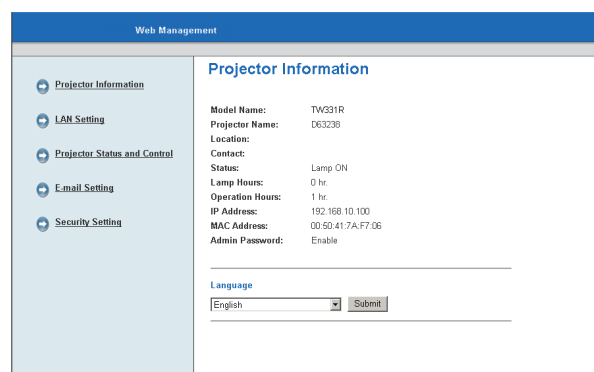 Web Management
Projector Information
LAN Setting
Projector Status and Control
E-mail Setting
Security Setting
Projector Information
Model Name: TW331R
Projector Name: D63238
Location:
Contact:
Status: Lamp ON
Lamp Hours: 0 hr.
Operation Hours: 1 hr.
IP Address: 192.168.10.100
MAC Address: 00:50:41:7A:F7:06
Admin Password: Enable
Language
English Submit